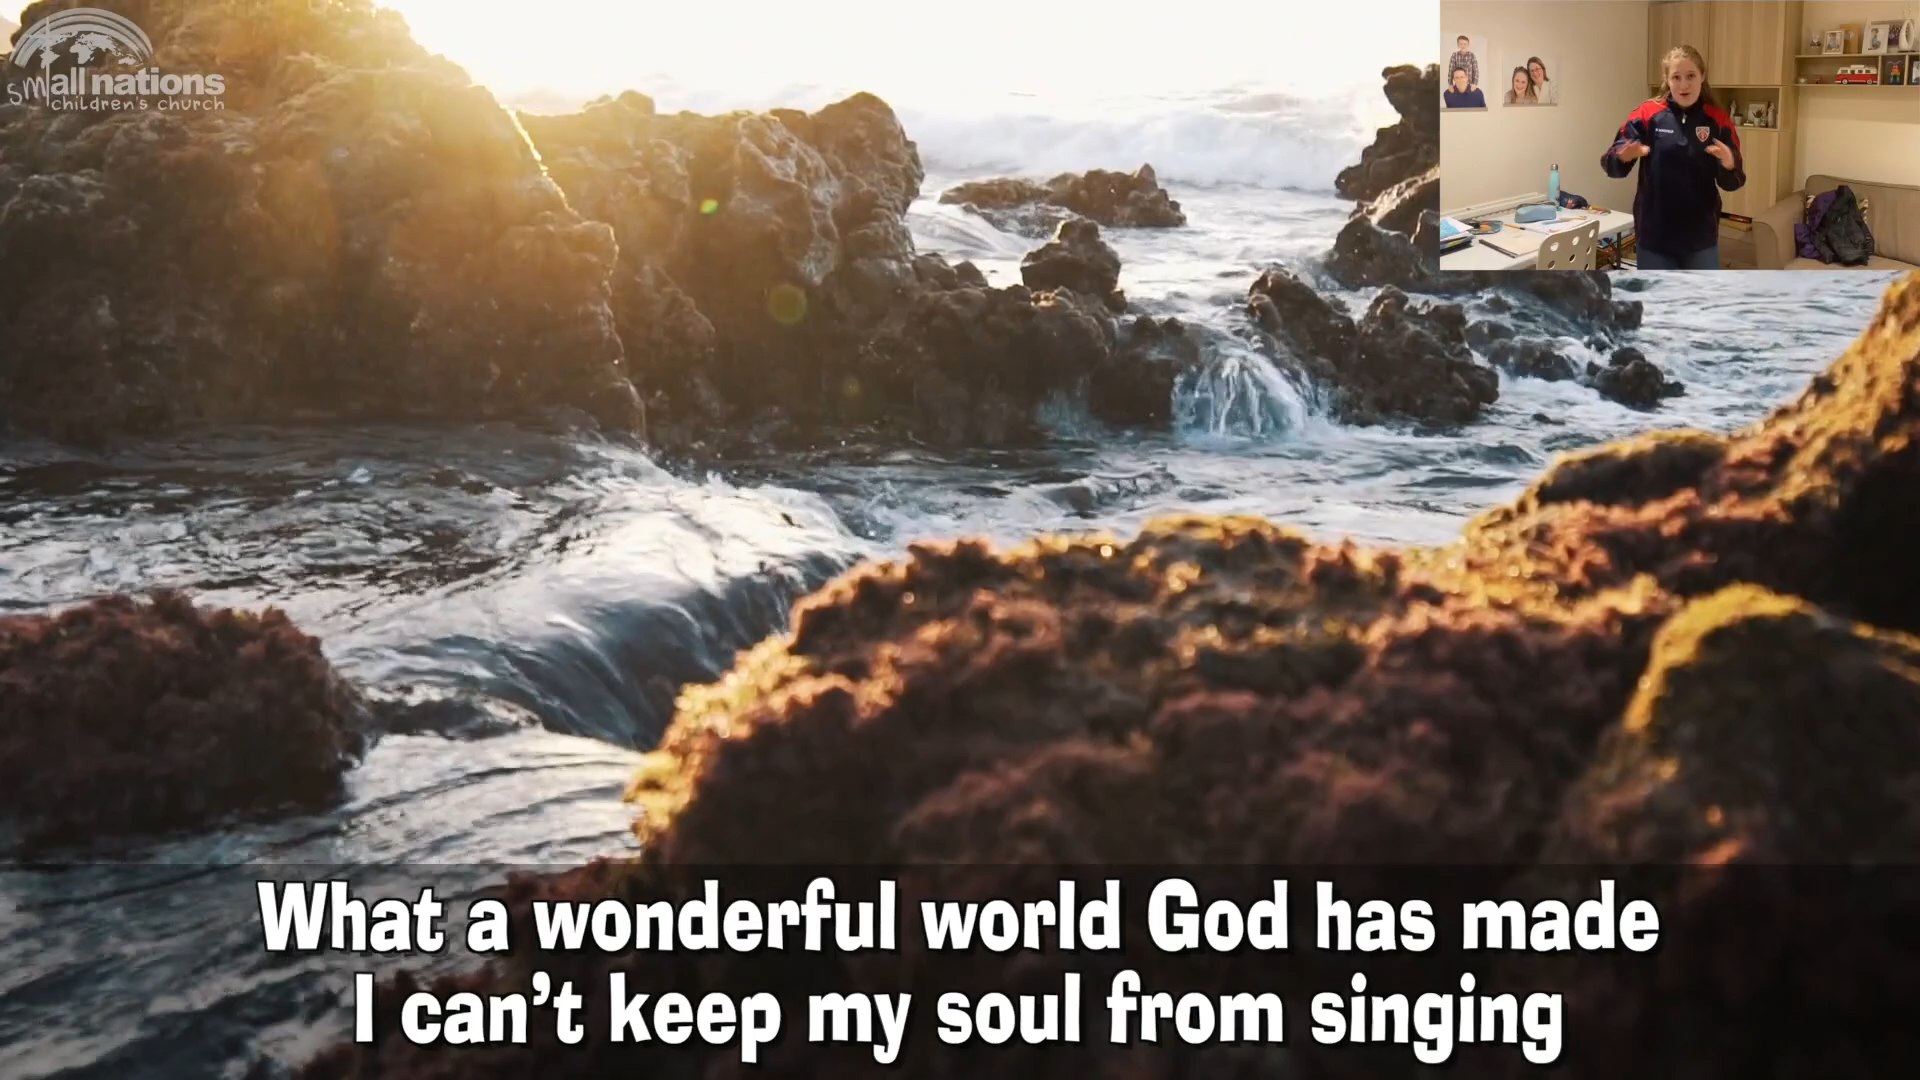 small nations
children's church
What a wonderful world God has made
I can't keep my soul from singing